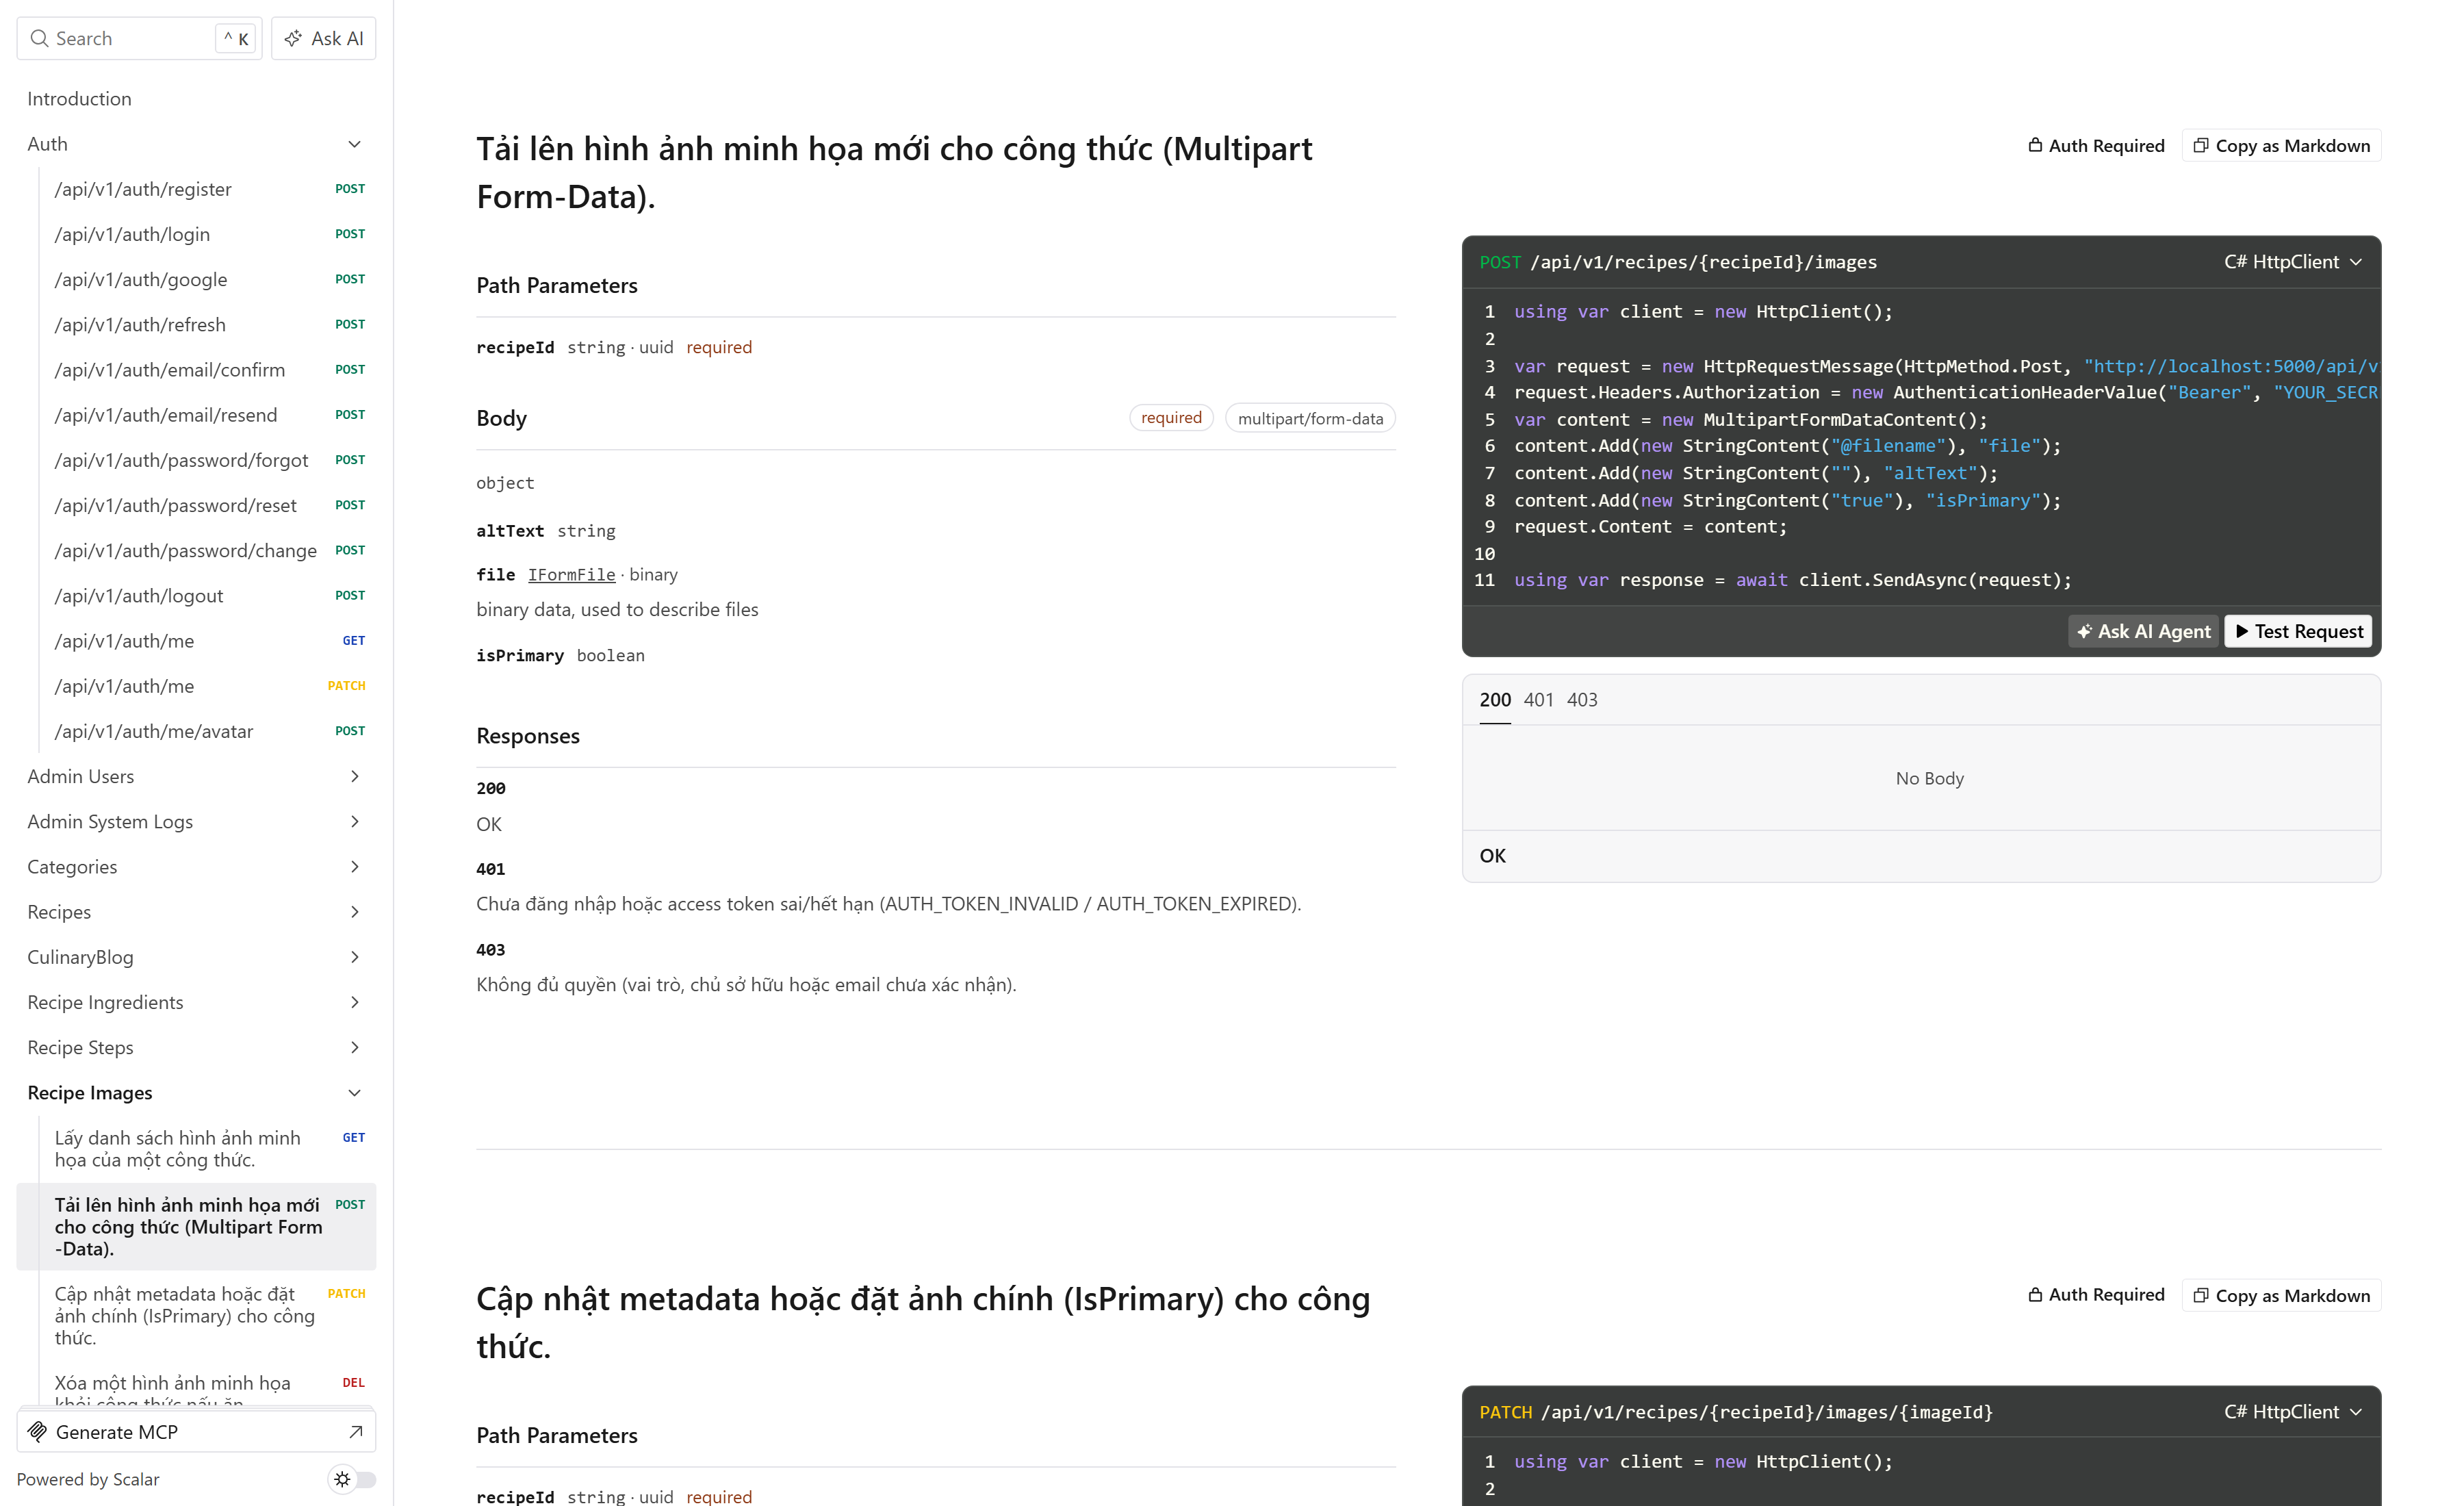 Search
^ K
Ask AI
Introduction
Auth
/api/v1/auth/register POST
/api/v1/auth/login POST
/api/v1/auth/google POST
/api/v1/auth/refresh POST
/api/v1/auth/email/confirm POST
/api/v1/auth/email/resend POST
/api/v1/auth/password/forgot POST
/api/v1/auth/password/reset POST
/api/v1/auth/password/change POST
/api/v1/auth/logout POST
/api/v1/auth/me GET
/api/v1/auth/me PATCH
/api/v1/auth/me/avatar POST
Admin Users
Admin System Logs
Categories
Recipes
CulinaryBlog
Recipe Ingredients
Recipe Steps
Recipe Images
Lấy danh sách hình ảnh minh GET
họa của một công thức.
Tải lên hình ảnh minh họa mới POST
cho công thức (Multipart Form
-Data).
Cập nhật metadata hoặc đặt PATCH
ảnh chính (IsPrimary) cho công
thức.
Xóa một hình ảnh minh họa DEL
khỏi công thức nấu ăn
Generate MCP
Powered by Scalar
Tải lên hình ảnh minh họa mới cho công thức (Multipart
Form-Data).
Auth Required
Copy as Markdown
Path Parameters
recipeId string · uuid required
Body required multipart/form-data
object
altText string
file IFormFile · binary
binary data, used to describe files
isPrimary boolean
Responses
200
OK
401
Chưa đăng nhập hoặc access token sai/hết hạn (AUTH_TOKEN_INVALID / AUTH_TOKEN_EXPIRED).
403
Không đủ quyền (vai trò, chủ sở hữu hoặc email chưa xác nhận).
POST /api/v1/recipes/{recipeId}/images C# HttpClient
1 using var client = new HttpClient();
2
3 var request = new HttpRequestMessage(HttpMethod.Post, "http://localhost:5000/api/v
4 request.Headers.Authorization = new AuthenticationHeaderValue("Bearer", "YOUR_SECR
5 var content = new MultipartFormDataContent();
6 content.Add(new StringContent("@filename"), "file");
7 content.Add(new StringContent(""), "altText");
8 content.Add(new StringContent("true"), "isPrimary");
9 request.Content = content;
10
11 using var response = await client.SendAsync(request);
Ask AI Agent
Test Request
200 401 403
No Body
OK
Cập nhật metadata hoặc đặt ảnh chính (IsPrimary) cho công
thức.
Auth Required
Copy as Markdown
Path Parameters
recipeId string · uuid required
PATCH /api/v1/recipes/{recipeId}/images/{imageId} C# HttpClient
1 using var client = new HttpClient();
2